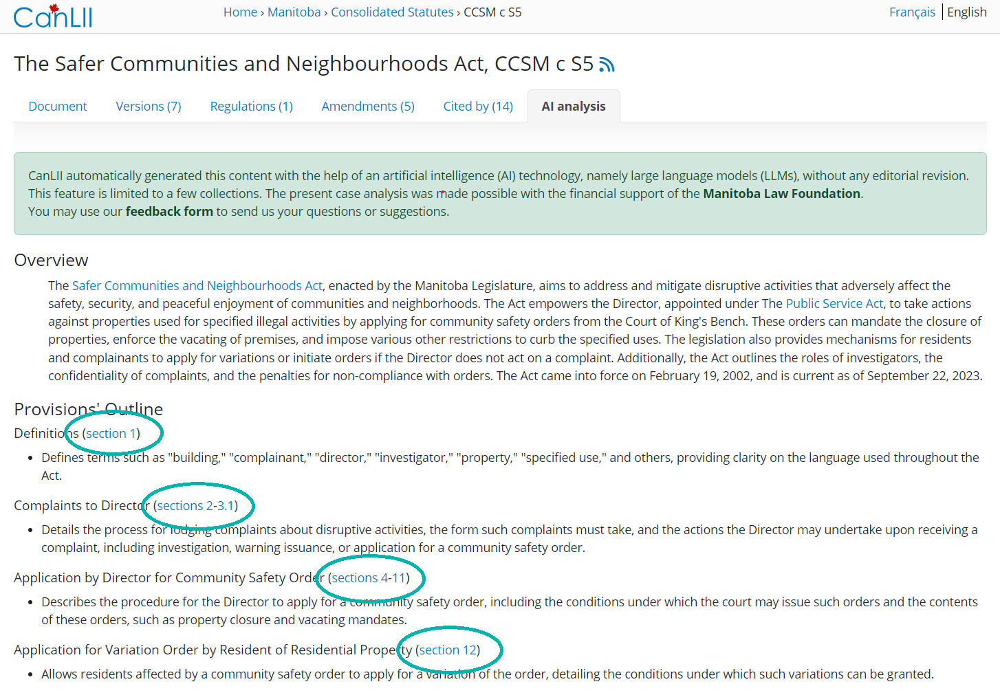 CanLII
Home › Manitoba › Consolidated Statutes › CCSM c S5
Français | English
The Safer Communities and Neighbourhoods Act, CCSM c S5
Document Versions (7) Regulations (1) Amendments (5) Cited by (14) AI analysis
CanLII automatically generated this content with the help of an artificial intelligence (AI) technology, namely large language models (LLMs), without any editorial revision.
This feature is limited to a few collections. The present case analysis was made possible with the financial support of the Manitoba Law Foundation.
You may use our feedback form to send us your questions or suggestions.
Overview
The Safer Communities and Neighbourhoods Act, enacted by the Manitoba Legislature, aims to address and mitigate disruptive activities that adversely affect the
safety, security, and peaceful enjoyment of communities and neighborhoods. The Act empowers the Director, appointed under The Public Service Act, to take actions
against properties used for specified illegal activities by applying for community safety orders from the Court of King's Bench. These orders can mandate the closure of
properties, enforce the vacating of premises, and impose various other restrictions to curb the specified uses. The legislation also provides mechanisms for residents
and complainants to apply for variations or initiate orders if the Director does not act on a complaint. Additionally, the Act outlines the roles of investigators, the
confidentiality of complaints, and the penalties for non-compliance with orders. The Act came into force on February 19, 2002, and is current as of September 22, 2023.
Provisions' Outline
Definitions (section 1)
• Defines terms such as "building," "complainant," "director," "investigator," "property," "specified use," and others, providing clarity on the language used throughout the
Act.
Complaints to Director (sections 2-3.1)
• Details the process for lodging complaints about disruptive activities, the form such complaints must take, and the actions the Director may undertake upon receiving a
complaint, including investigation, warning issuance, or application for a community safety order.
Application by Director for Community Safety Order (sections 4-11)
• Describes the procedure for the Director to apply for a community safety order, including the conditions under which the court may issue such orders and the contents
of these orders, such as property closure and vacating mandates.
Application for Variation Order by Resident of Residential Property (section 12)
• Allows residents affected by a community safety order to apply for a variation of the order, detailing the conditions under which such variations can be granted.